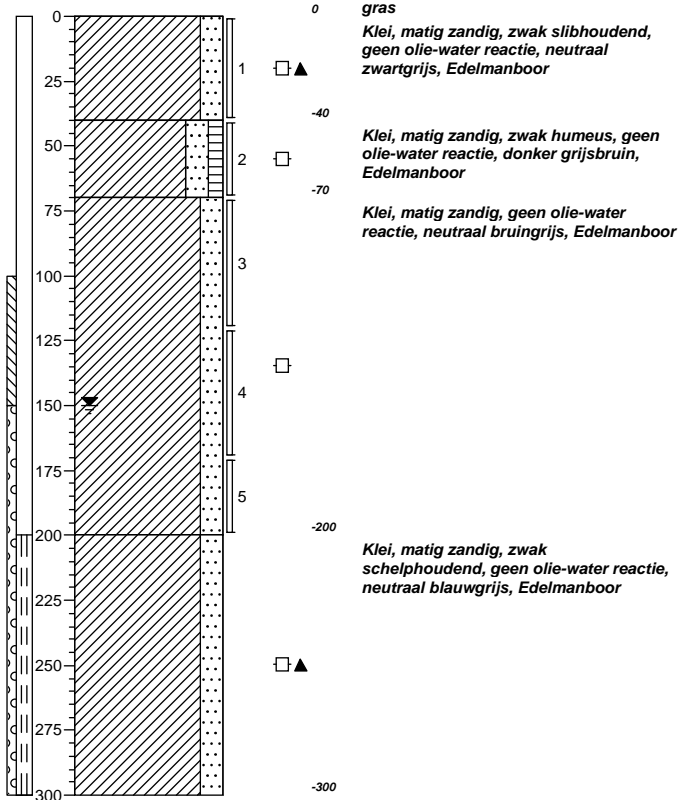 0
gras
0
Klei, matig zandig, zwak slibhoudend,
geen olie-water reactie, neutraal
zwartgrijs, Edelmanboor
1
25
-40
50
Klei, matig zandig, zwak humeus, geen
olie-water reactie, donker grijsbruin,
Edelmanboor
2
-70
75
Klei, matig zandig, geen olie-water
reactie, neutraal bruingrijs, Edelmanboor
3
100
125
4
150
175
5
-200
200
Klei, matig zandig, zwak
schelphoudend, geen olie-water reactie,
neutraal blauwgrijs, Edelmanboor
225
250
275
-300
300